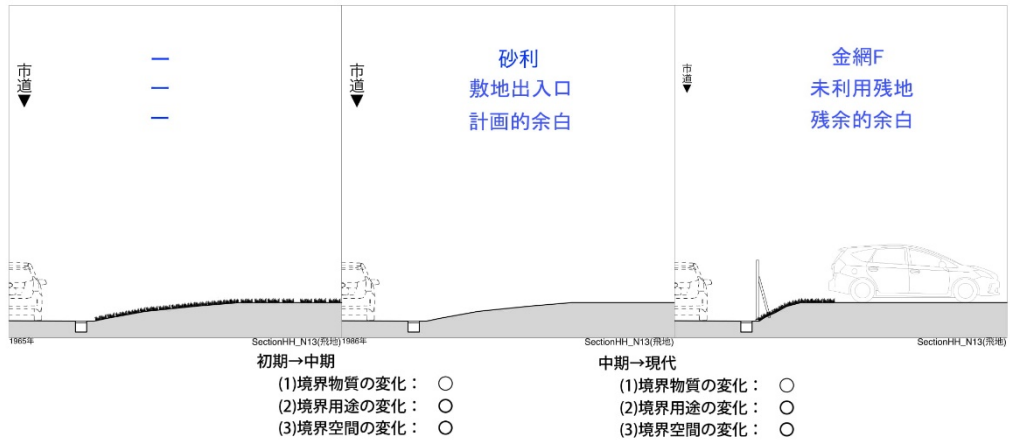 市道▼
ー
ー
ー
1965年
SectionHH_N13(飛地)
市道▼
砂利
敷地出入口
計画的余白
1986年
SectionHH_N13(飛地)
市道▼
金網F
未利用残地
残余的余白
SectionHH_N13(飛地)
初期→中期
(1)境界物質の変化： ○
(2)境界用途の変化： ○
(3)境界空間の変化： ○
中期→現代
(1)境界物質の変化： ○
(2)境界用途の変化： ○
(3)境界空間の変化： ○